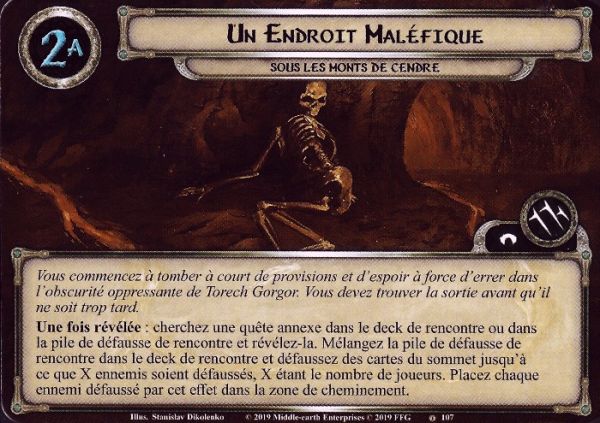 2A
Un Endroit Maléfique
Sous les Monts de Cendre
Vous commencez à tomber à court de provisions et d'espoir à force d'errer dans
l'obscurité oppressante de Torech Gorgor. Vous devez trouver la sortie avant qu'il
ne soit trop tard.
Une fois révélée : cherchez une quête annexe dans le deck de rencontre ou dans
la pile de défausse de rencontre et révélez-la. Mélangez la pile de défausse de
rencontre dans le deck de rencontre et défaussez des cartes du sommet jusqu'à
ce que X ennemis soient défaussés, X étant le nombre de joueurs. Placez chaque
ennemi défaussé par cet effet dans la zone de cheminement.
Illus. Stanislav Dikolenko © 2019 Middle-earth Enterprises © 2019 FFG 107